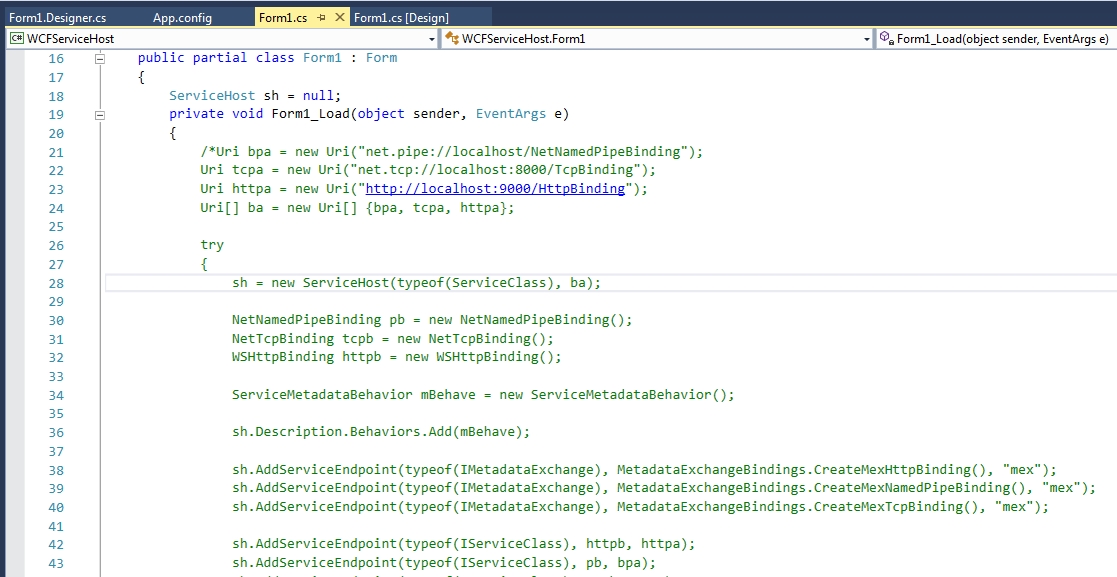 Form1.Designer.cs App.config Form1.cs Form1.cs [Design]
C# WCFServiceHost WCFServiceHost.Form1 Form1_Load(object sender, EventArgs e)
16 public partial class Form1 : Form
17 {
18 ServiceHost sh = null;
19 private void Form1_Load(object sender, EventArgs e)
20 {
21 /*Uri bpa = new Uri("net.pipe://localhost/NetNamedPipeBinding");
22 Uri tcpa = new Uri("net.tcp://localhost:8000/TcpBinding");
23 Uri httpa = new Uri("http://localhost:9000/HttpBinding");
24 Uri[] ba = new Uri[] {bpa, tcpa, httpa};
25
26 try
27 {
28 sh = new ServiceHost(typeof(ServiceClass), ba);
29
30 NetNamedPipeBinding pb = new NetNamedPipeBinding();
31 NetTcpBinding tcpb = new NetTcpBinding();
32 WSHttpBinding httpb = new WSHttpBinding();
33
34 ServiceMetadataBehavior mBehave = new ServiceMetadataBehavior();
35
36 sh.Description.Behaviors.Add(mBehave);
37
38 sh.AddServiceEndpoint(typeof(IMetadataExchange), MetadataExchangeBindings.CreateMexHttpBinding(), "mex");
39 sh.AddServiceEndpoint(typeof(IMetadataExchange), MetadataExchangeBindings.CreateMexNamedPipeBinding(), "mex");
40 sh.AddServiceEndpoint(typeof(IMetadataExchange), MetadataExchangeBindings.CreateMexTcpBinding(), "mex");
41
42 sh.AddServiceEndpoint(typeof(IServiceClass), httpb, httpa);
43 sh.AddServiceEndpoint(typeof(IServiceClass), pb, bpa);